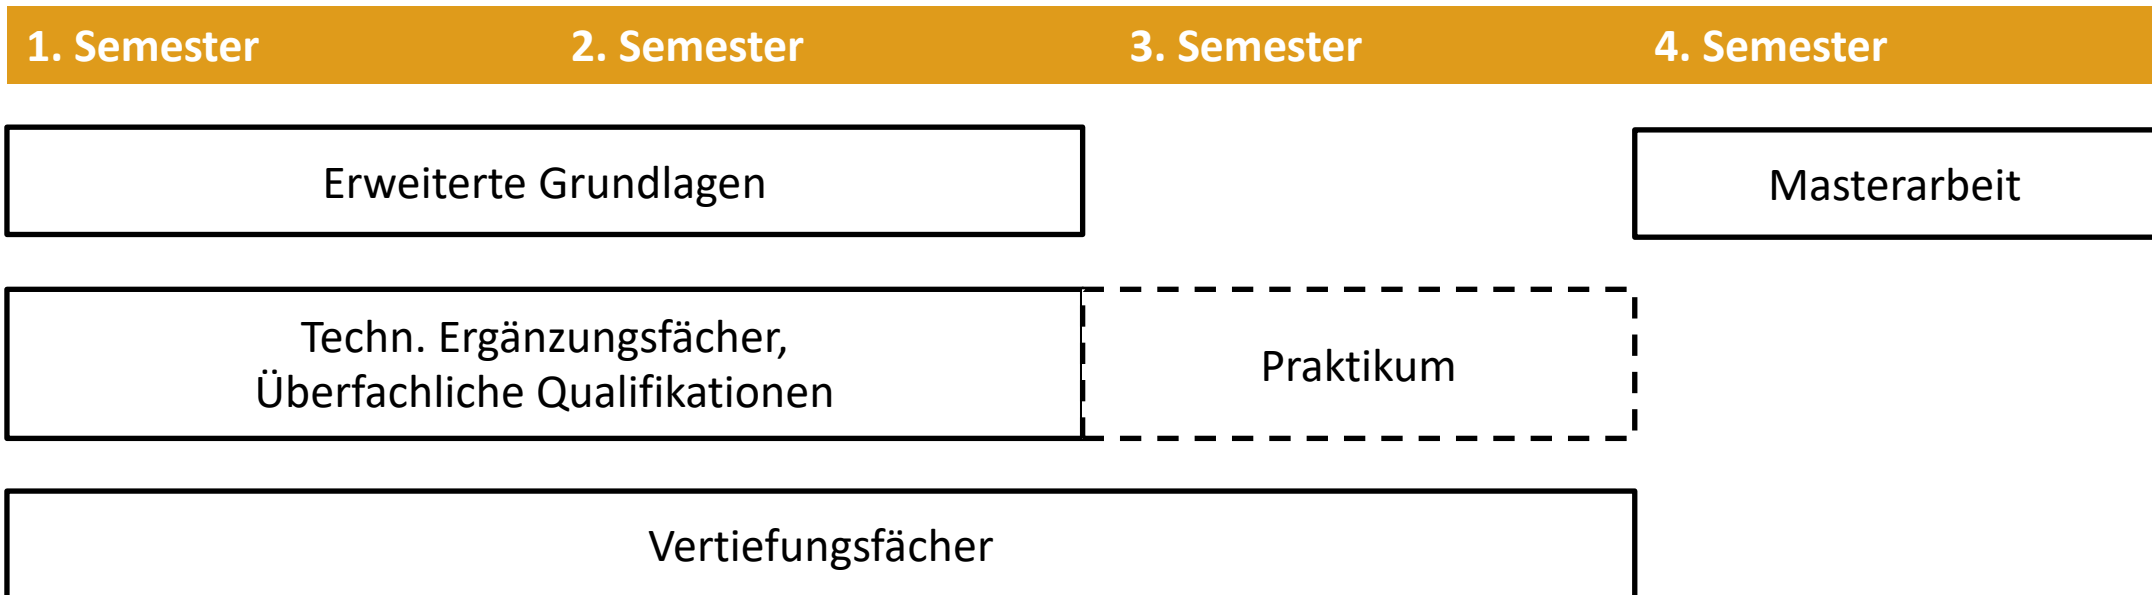 1. Semester
2. Semester
3. Semester
4. Semester
Erweiterte Grundlagen
Masterarbeit
Techn. Ergänzungsfächer,
Überfachliche Qualifikationen
Praktikum
Vertiefungsfächer